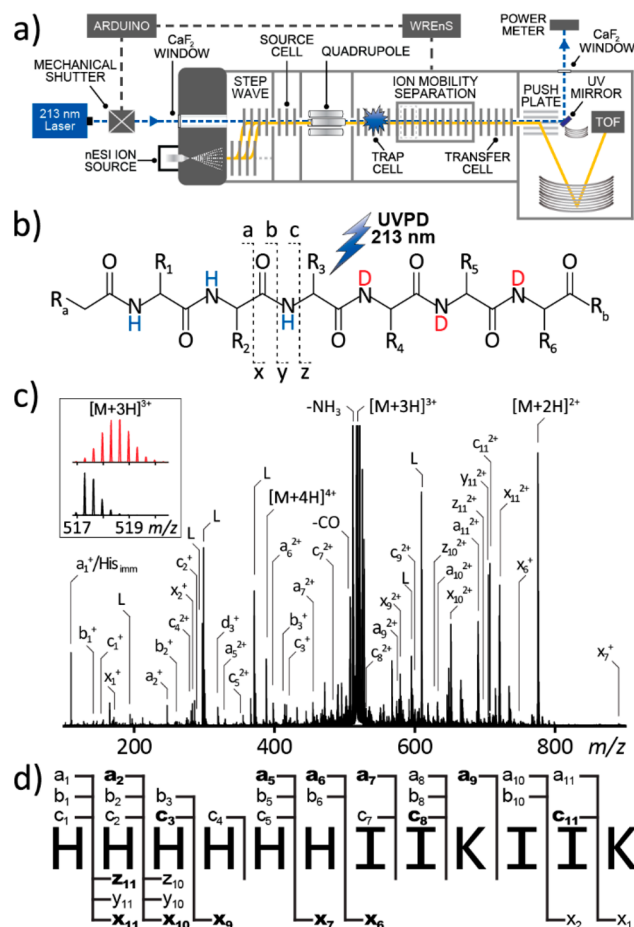 a)
ARDUINO
WREnS
POWER
METER
MECHANICAL
SHUTTER
CaF2
WINDOW
STEP
WAVE
SOURCE
CELL
QUADRUPOLE
ION MOBILITY
SEPARATION
PUSH
PLATE
CaF2
WINDOW
UV
MIRROR
213 nm
Laser
TOF
nESI ION
SOURCE
TRAP
CELL
TRANSFER
CELL
b)
a b c
UVPD
213 nm
O R1 H O R3 D O R5 D O
Ra N H R2 O N H O R4 N D O R6 Rb
x y z
c)
[M+3H]3+
517 519 m/z
-NH3 [M+3H]3+ [M+2H]2+
L
[M+4H]4+
-CO
c11 2+
y11 2+
z11 2+
a11 2+
x11 2+
L
L
a1+/Hisimm
c2+
x2+
c4 2+
b2+
a2+
L
b1+
c1+
x1+
d3+
a5 2+
c5 2+
a6 2+
c7 2+
a7 2+
b3+
c3+
c9 2+
L
x9 2+
a9 2+
c8 2+
z10 2+
a10 2+
x10 2+
x6+
x7+
200 400 600 800 m/z
d)
a1 a2 a5 a6 a7 a8 a9 a10 a11
b1 b2 b3 b5 b6 b8 b10
c1 c2 c3 c4 c5 c7 c8 c11
H H H H H H I I K I I K
z11 z10
y11 y10
x11 x10 x9 x7 x6 x2 x1